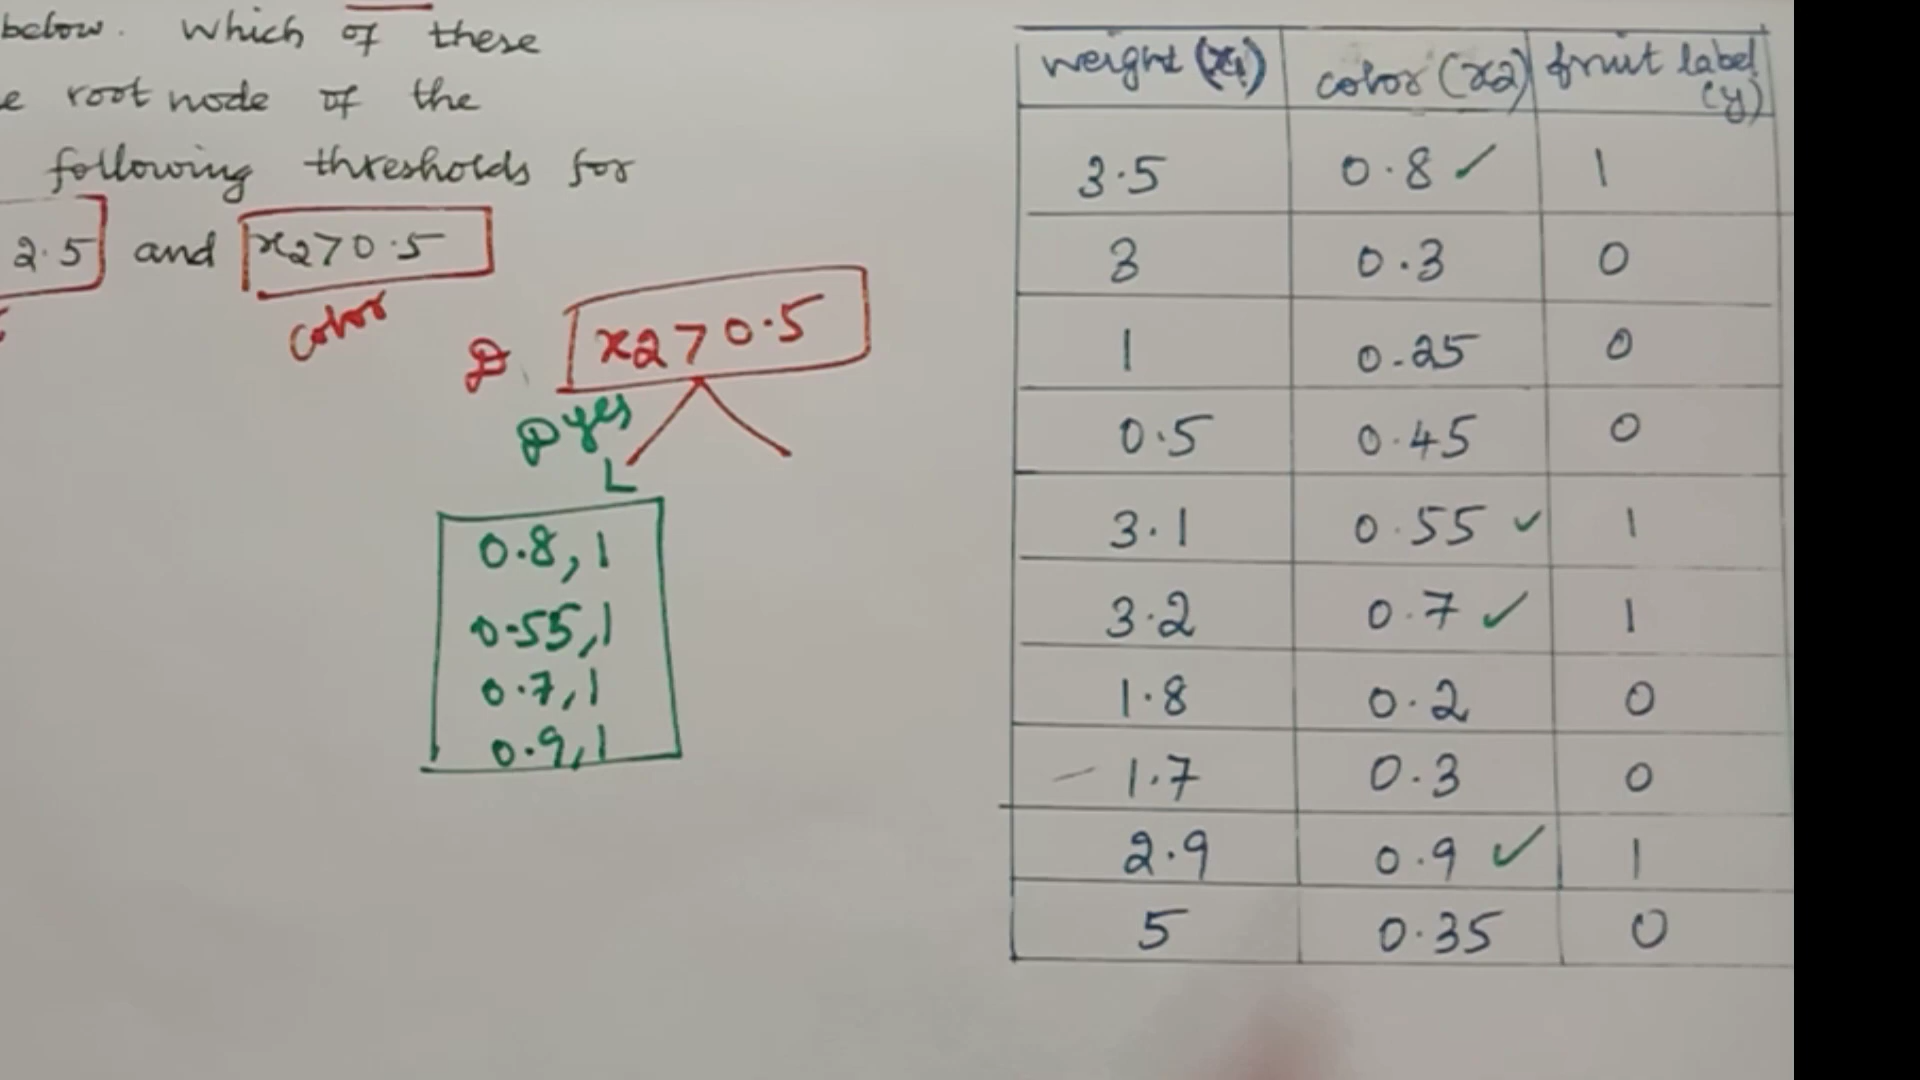 below. Which of these
e root node of the
following thresholds for
2.5 and x2>0.5
color
x2>0.5
yes
L
0.8, 1
0.55, 1
0.7, 1
0.9, 1
weight (x1) color (x2) fruit label (y)
3.5 0.8 ✓ 1
3 0.3 0
1 0.25 0
0.5 0.45 0
3.1 0.55 ✓ 1
3.2 0.7 ✓ 1
1.8 0.2 0
1.7 0.3 0
2.9 0.9 ✓ 1
5 0.35 0